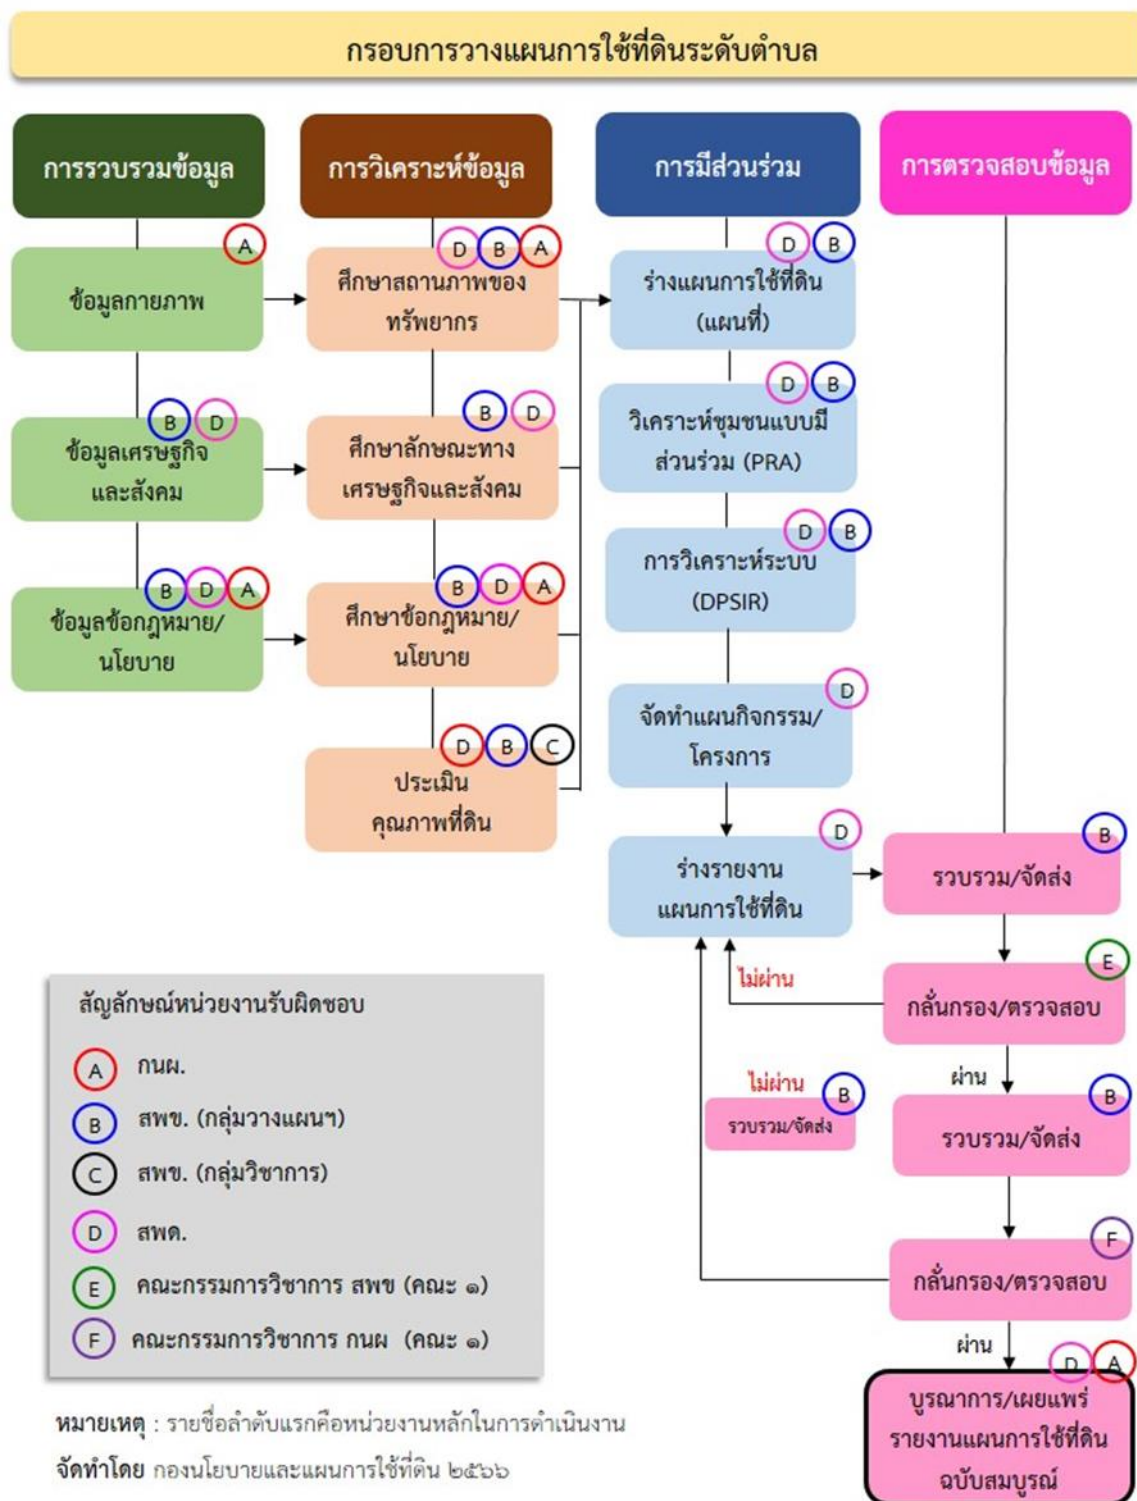 กรอบการวางแผนการใช้ที่ดินระดับตำบล
การรวบรวมข้อมูล
การวิเคราะห์ข้อมูล
การมีส่วนร่วม
การตรวจสอบข้อมูล
A
ข้อมูลกายภาพ
D B A
ศึกษาสถานภาพของ
ทรัพยากร
D B
ร่างแผนการใช้ที่ดิน
(แผนที่)
B D
ข้อมูลเศรษฐกิจ
และสังคม
B D
ศึกษาลักษณะทาง
เศรษฐกิจและสังคม
D B
วิเคราะห์ชุมชนแบบมี
ส่วนร่วม (PRA)
B D A
ข้อมูลข้อกฎหมาย/
นโยบาย
B D A
ศึกษาข้อกฎหมาย/
นโยบาย
D B
การวิเคราะห์ระบบ
(DPSIR)
D B C
ประเมิน
คุณภาพที่ดิน
D
จัดทำแผนกิจกรรม/
โครงการ
D
ร่างรายงาน
แผนการใช้ที่ดิน
B
รวบรวม/จัดส่ง
ไม่ผ่าน
E
กลั่นกรอง/ตรวจสอบ
ผ่าน
ไม่ผ่าน
B
รวบรวม/จัดส่ง
B
รวบรวม/จัดส่ง
F
กลั่นกรอง/ตรวจสอบ
ผ่าน
D A
บูรณาการ/เผยแพร่
รายงานแผนการใช้ที่ดิน
ฉบับสมบูรณ์
สัญลักษณ์หน่วยงานรับผิดชอบ
A กนผ.
B สพข. (กลุ่มวางแผนฯ)
C สพข. (กลุ่มวิชาการ)
D สพด.
E คณะกรรมการวิชาการ สพข (คณะ ๑)
F คณะกรรมการวิชาการ กนผ (คณะ ๑)
หมายเหตุ : รายชื่อลำดับแรกคือหน่วยงานหลักในการดำเนินงาน
จัดทำโดย กองนโยบายและแผนการใช้ที่ดิน ๒๕๖๖